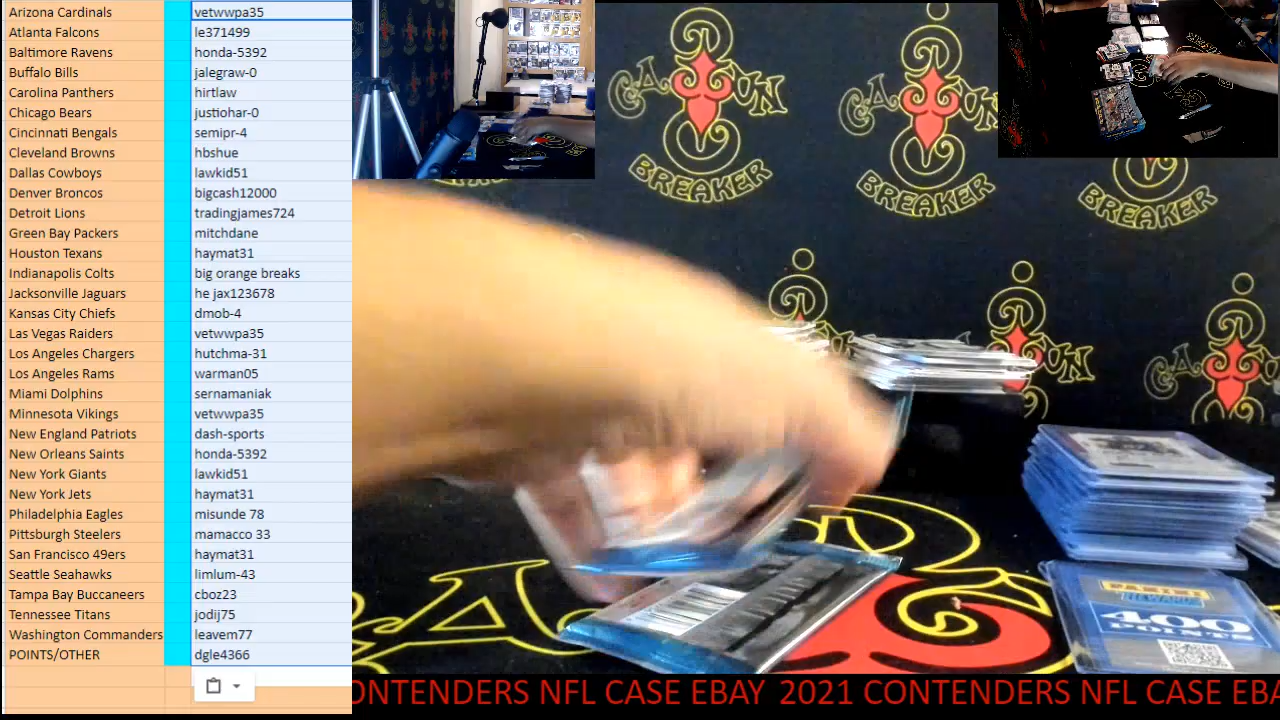 Arizona Cardinals vetwwpa35
Atlanta Falcons le371499
Baltimore Ravens honda-5392
Buffalo Bills jalegraw-0
Carolina Panthers hirtlaw
Chicago Bears justiohar-0
Cincinnati Bengals semipr-4
Cleveland Browns hbshue
Dallas Cowboys lawkid51
Denver Broncos bigcash12000
Detroit Lions tradingjames724
Green Bay Packers mitchdane
Houston Texans haymat31
Indianapolis Colts big orange breaks
Jacksonville Jaguars he jax123678
Kansas City Chiefs dmob-4
Las Vegas Raiders vetwwpa35
Los Angeles Chargers hutchma-31
Los Angeles Rams warman05
Miami Dolphins sernamaniak
Minnesota Vikings vetwwpa35
New England Patriots dash-sports
New Orleans Saints honda-5392
New York Giants lawkid51
New York Jets haymat31
Philadelphia Eagles misunde 78
Pittsburgh Steelers mamacco 33
San Francisco 49ers haymat31
Seattle Seahawks limlum-43
Tampa Bay Buccaneers cboz23
Tennessee Titans jodij75
Washington Commanders leavem77
POINTS/OTHER dgle4366
CAJUN
BREAKER
CAJUN
BREAKER
BREAKER
PANINI
REWARDS
400
POINTS
ONTENDERS NFL CASE EBAY 2021 CONTENDERS NFL CASE EBA